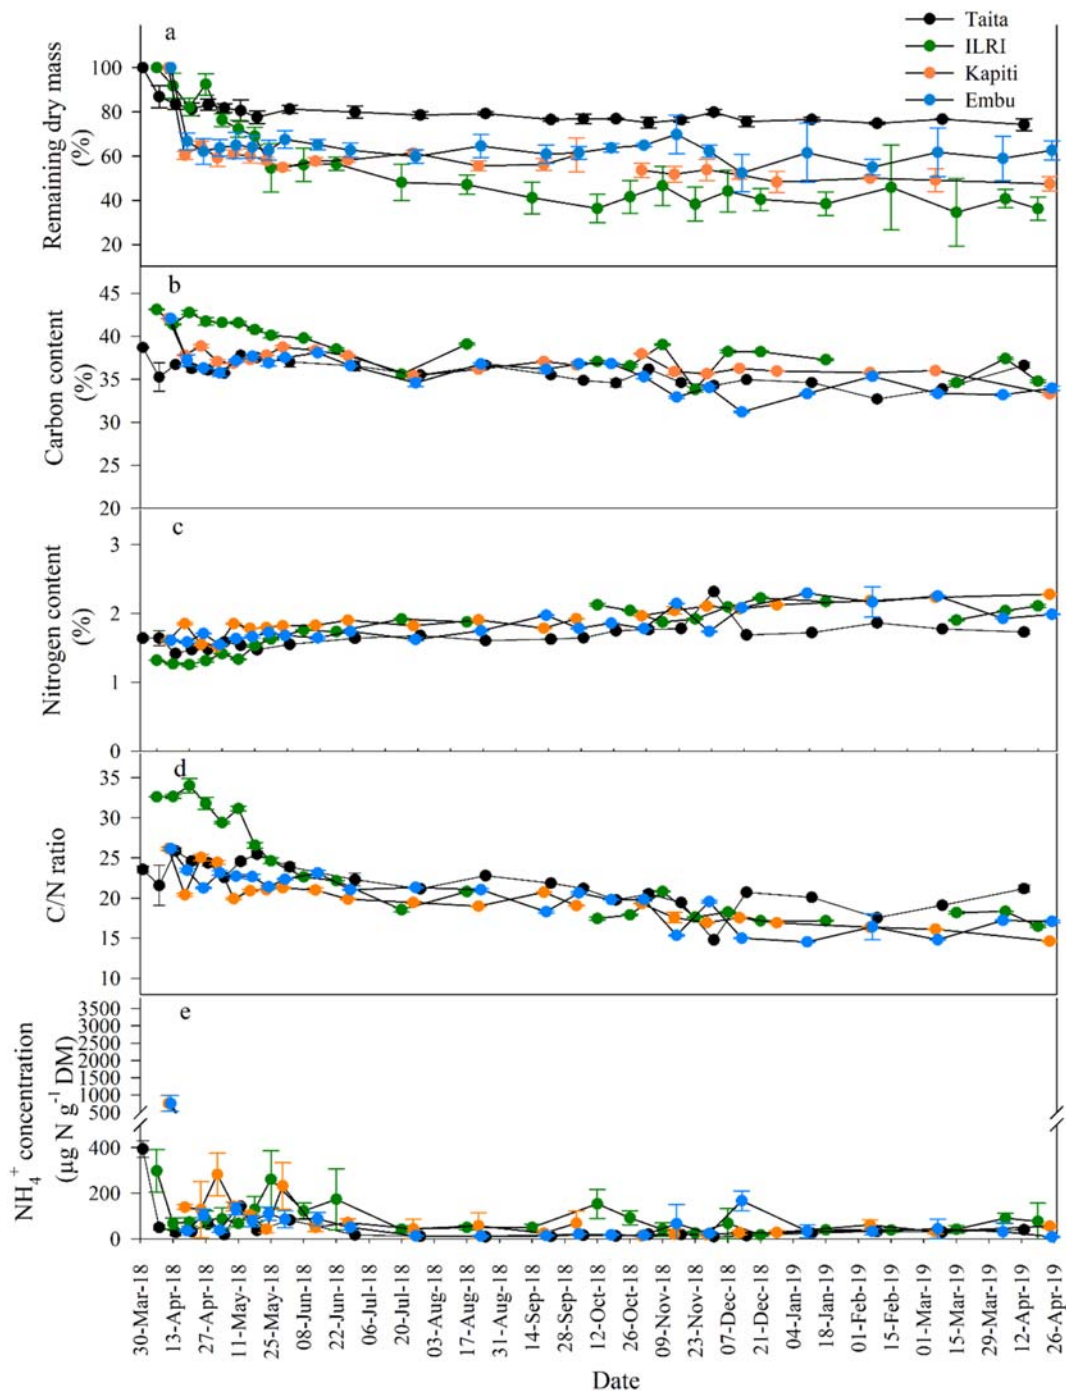 Taita
ILRI
Kapiti
Embu
a
Remaining dry mass
(%)
100
80
60
40
20
b
Carbon content
(%)
45
40
35
30
25
20
c
Nitrogen content
(%)
3
2
1
0
d
C/N ratio
35
30
25
20
15
10
e
NH₄⁺ concentration
(µg N g⁻¹ DM)
3500
3000
2500
2000
1500
1000
500
400
200
0
30-Mar-18
13-Apr-18
27-Apr-18
11-May-18
25-May-18
08-Jun-18
22-Jun-18
06-Jul-18
20-Jul-18
03-Aug-18
17-Aug-18
31-Aug-18
14-Sep-18
28-Sep-18
12-Oct-18
26-Oct-18
09-Nov-18
23-Nov-18
07-Dec-18
21-Dec-18
04-Jan-19
18-Jan-19
01-Feb-19
15-Feb-19
01-Mar-19
15-Mar-19
29-Mar-19
12-Apr-19
26-Apr-19
Date